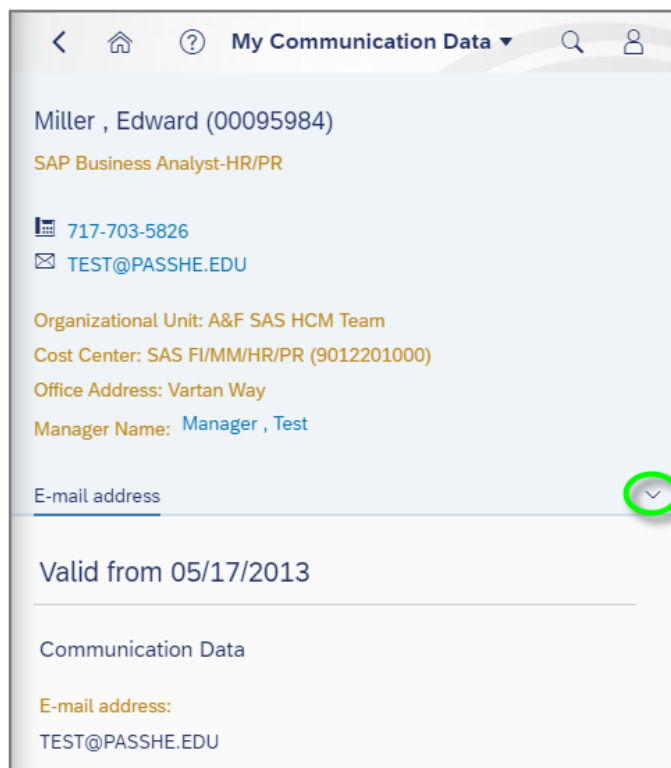 My Communication Data
Miller , Edward (00095984)
SAP Business Analyst-HR/PR
717-703-5826
TEST@PASSHE.EDU
Organizational Unit: A&F SAS HCM Team
Cost Center: SAS FI/MM/HR/PR (9012201000)
Office Address: Vartan Way
Manager Name: Manager , Test
E-mail address
Valid from 05/17/2013
Communication Data
E-mail address:
TEST@PASSHE.EDU